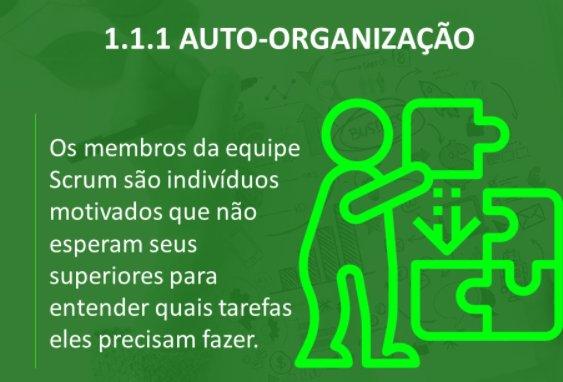 1.1.1 AUTO-ORGANIZAÇÃO
Os membros da equipe
Scrum são indivíduos
motivados que não
esperam seus
superiores para
entender quais tarefas
eles precisam fazer.